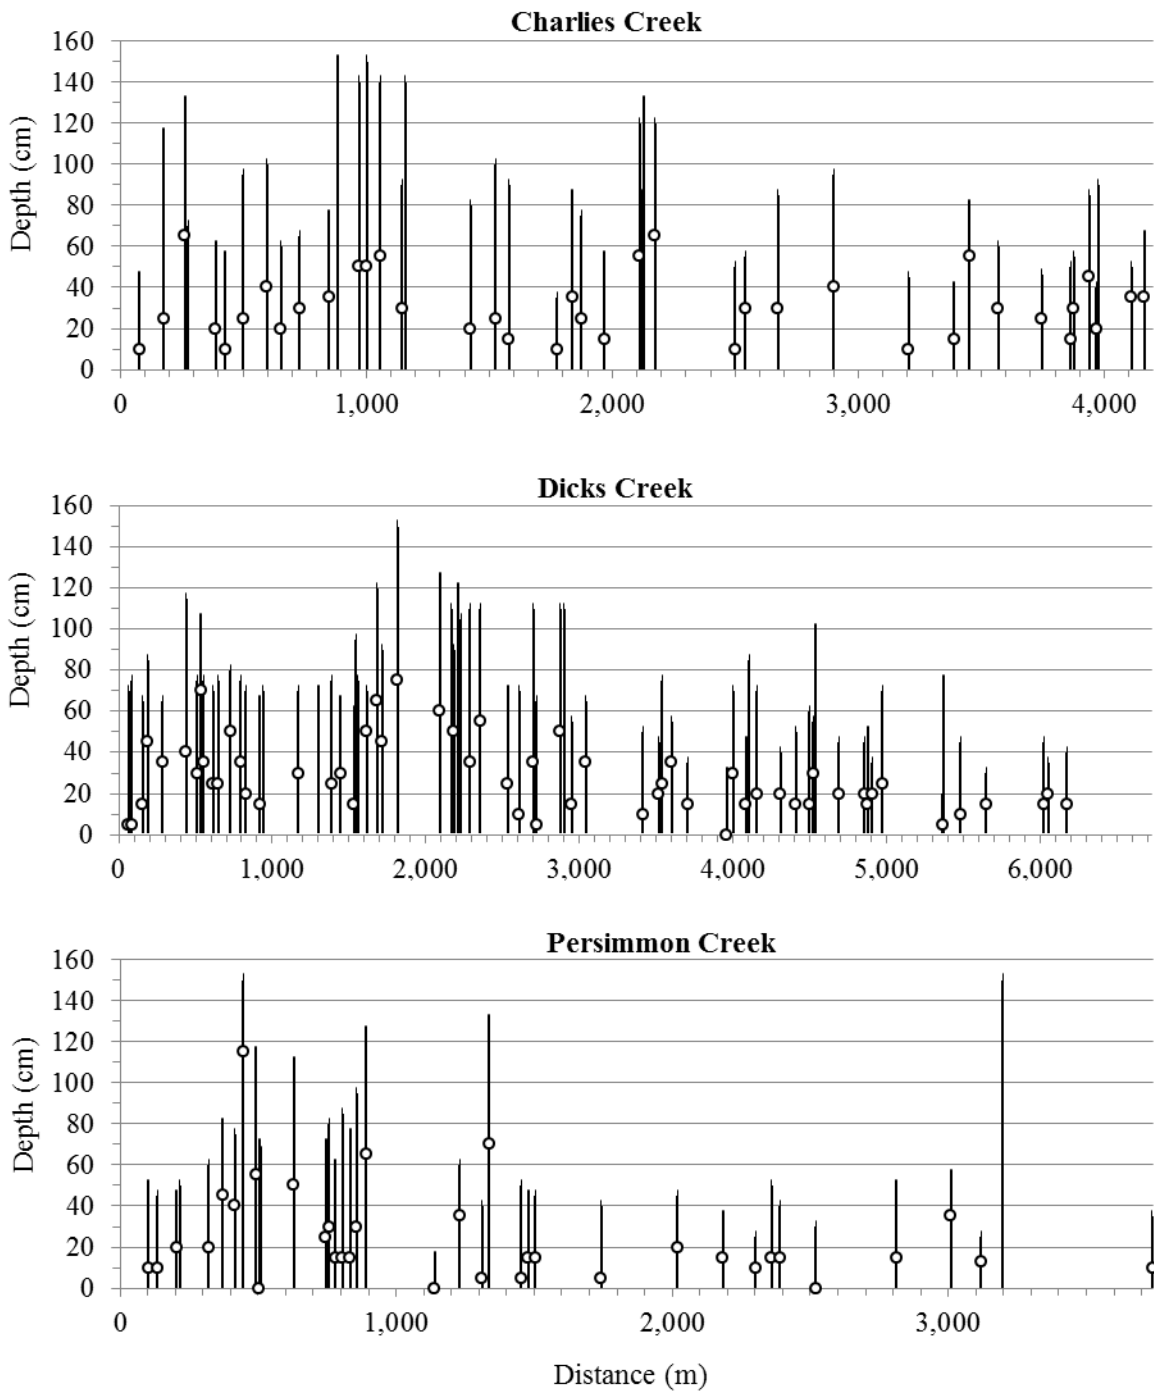 Charlies Creek
160
140
120
100
80
60
40
20
0
Depth (cm)
0 1,000 2,000 3,000 4,000
Dicks Creek
160
140
120
100
80
60
40
20
0
Depth (cm)
0 1,000 2,000 3,000 4,000 5,000 6,000
Persimmon Creek
160
140
120
100
80
60
40
20
0
Depth (cm)
0 1,000 2,000 3,000
Distance (m)